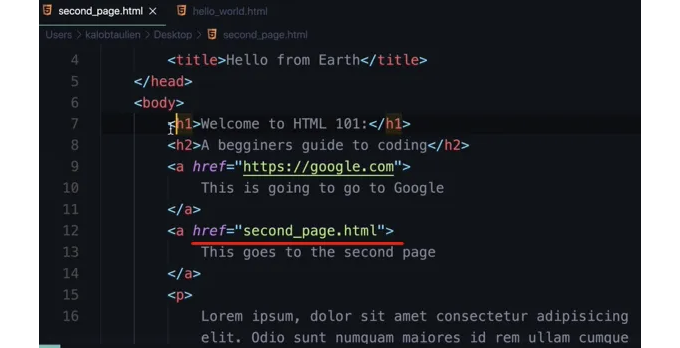 second_page.html × hello_world.html
Users > kalobtaulien > Desktop > second_page.html
4 <title>Hello from Earth</title>
5 </head>
6 <body>
7 <h1>Welcome to HTML 101:</h1>
8 <h2>A begginers guide to coding</h2>
9 <a href="https://google.com">
10 This is going to go to Google
11 </a>
12 <a href="second_page.html">
13 This goes to the second page
14 </a>
15 <p>
16 Lorem ipsum, dolor sit amet consectetur adipisicing
elit. Odio sunt numquam maiores id rem ullam cumque